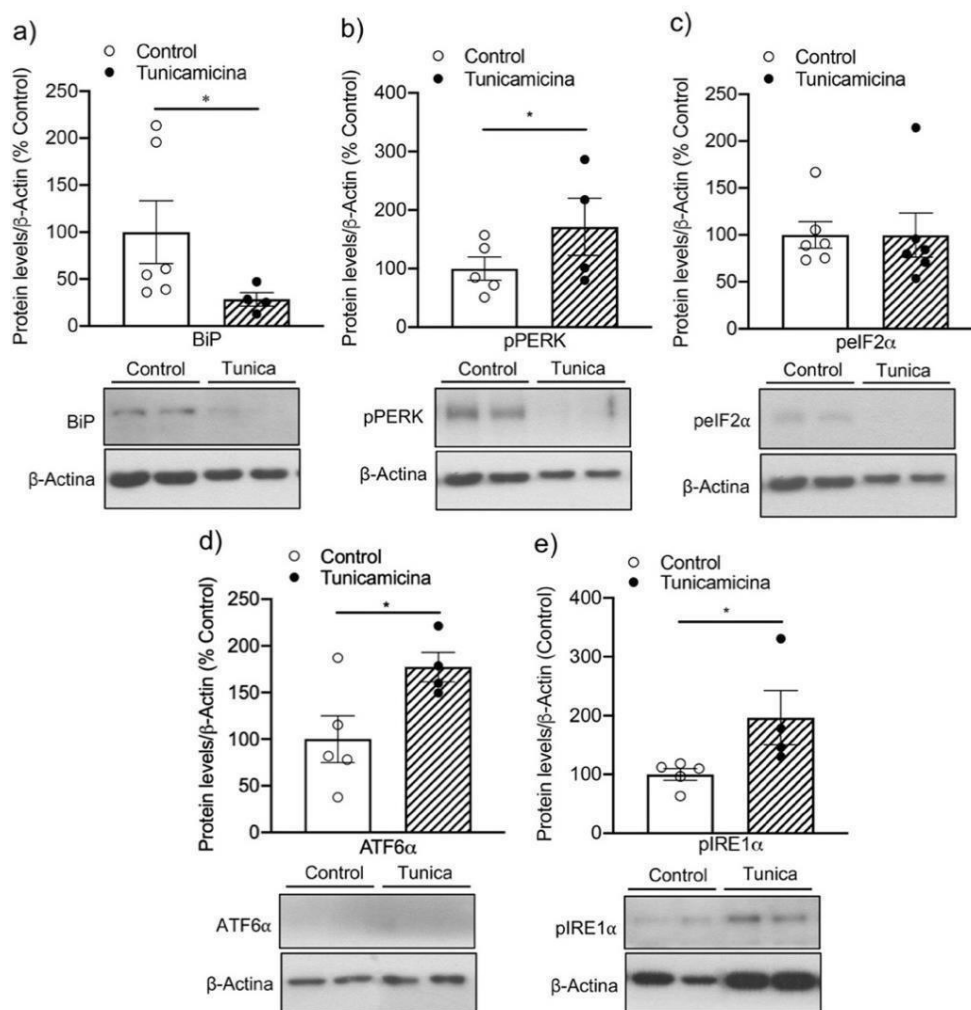 a)
Control
Tunicamicina
Protein levels/β-Actin (% Control)
250
200
150
100
50
0
*
BiP
Control Tunica
BiP
β-Actina
b)
Control
Tunicamicina
Protein levels/β-Actin (% Control)
400
300
200
100
0
*
pPERK
Control Tunica
pPERK
β-Actina
c)
Control
Tunicamicina
Protein levels/β-Actin (% Control)
250
200
150
100
50
0
peIF2α
Control Tunica
peIF2α
β-Actina
d)
Control
Tunicamicina
Protein levels/β-Actin (% Control)
250
200
150
100
50
0
*
ATF6α
Control Tunica
ATF6α
β-Actina
e)
Control
Tunicamicina
Protein levels/β-Actin (Control)
400
300
200
100
0
*
pIRE1α
Control Tunica
pIRE1α
β-Actina